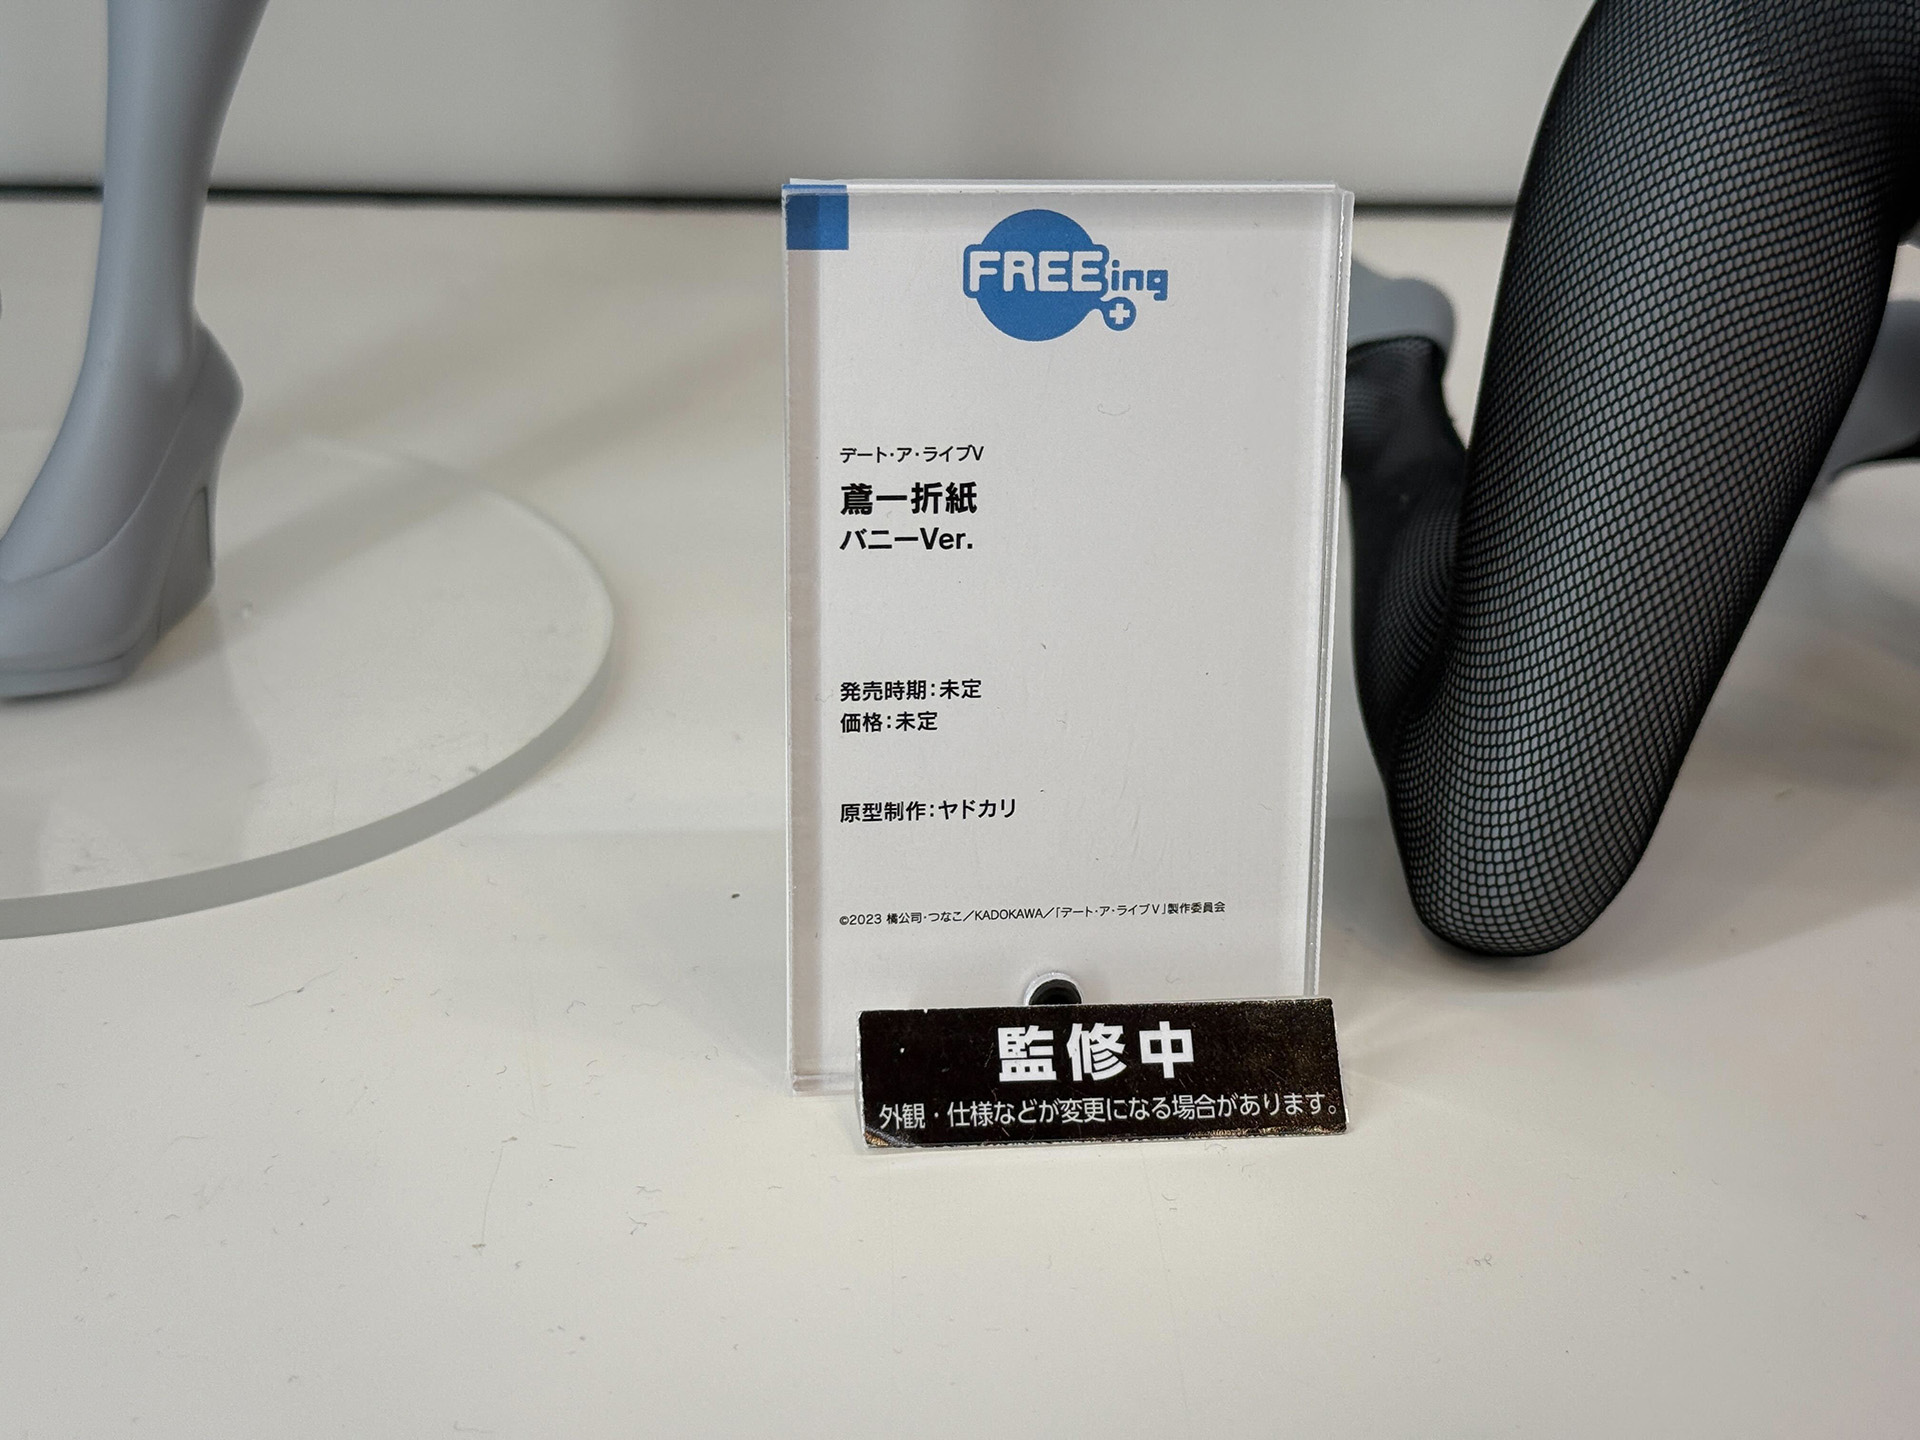 FREEing
デート・ア・ライブV
鳶一折紙
バニーVer.
発売時期：未定
価格：未定
原型制作：ヤドカリ
©2023 橘公司・つなこ／KADOKAWA／「デート・ア・ライブⅤ」製作委員会
監修中
外観・仕様などが変更になる場合があります。